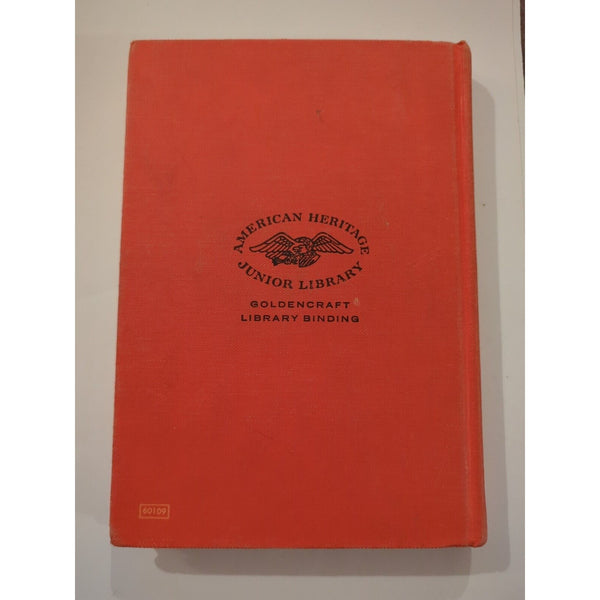 AMERICAN HERITAGE
JUNIOR LIBRARY
GOLDENCRAFT
LIBRARY BINDING
60109